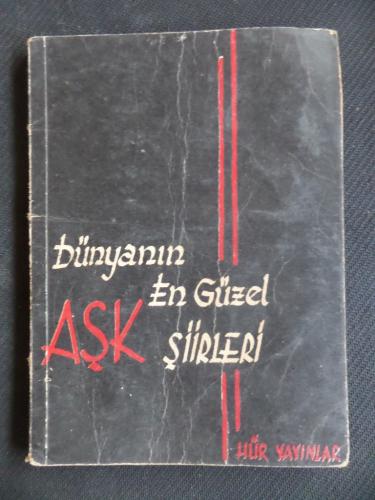 Dünyanın
En Güzel
AŞK ŞİİRLERİ
HÜR YAYINLAR